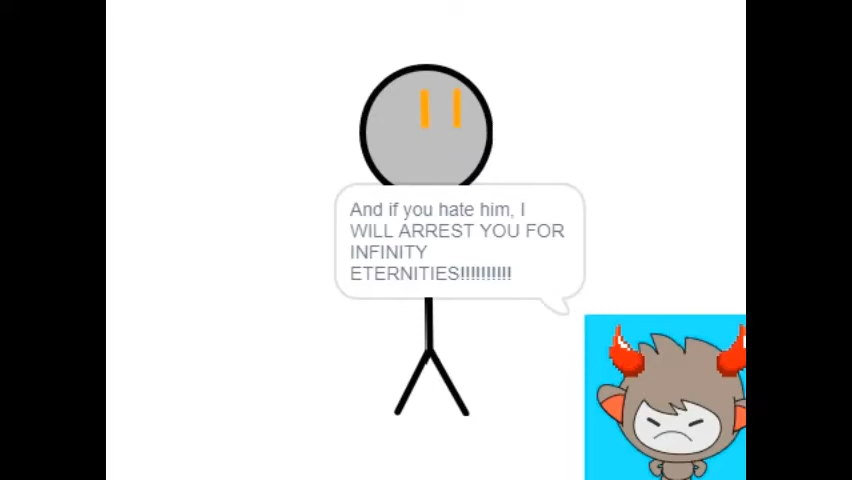 And if you hate him, I
WILL ARREST YOU FOR
INFINITY
ETERNITIES!!!!!!!!!!